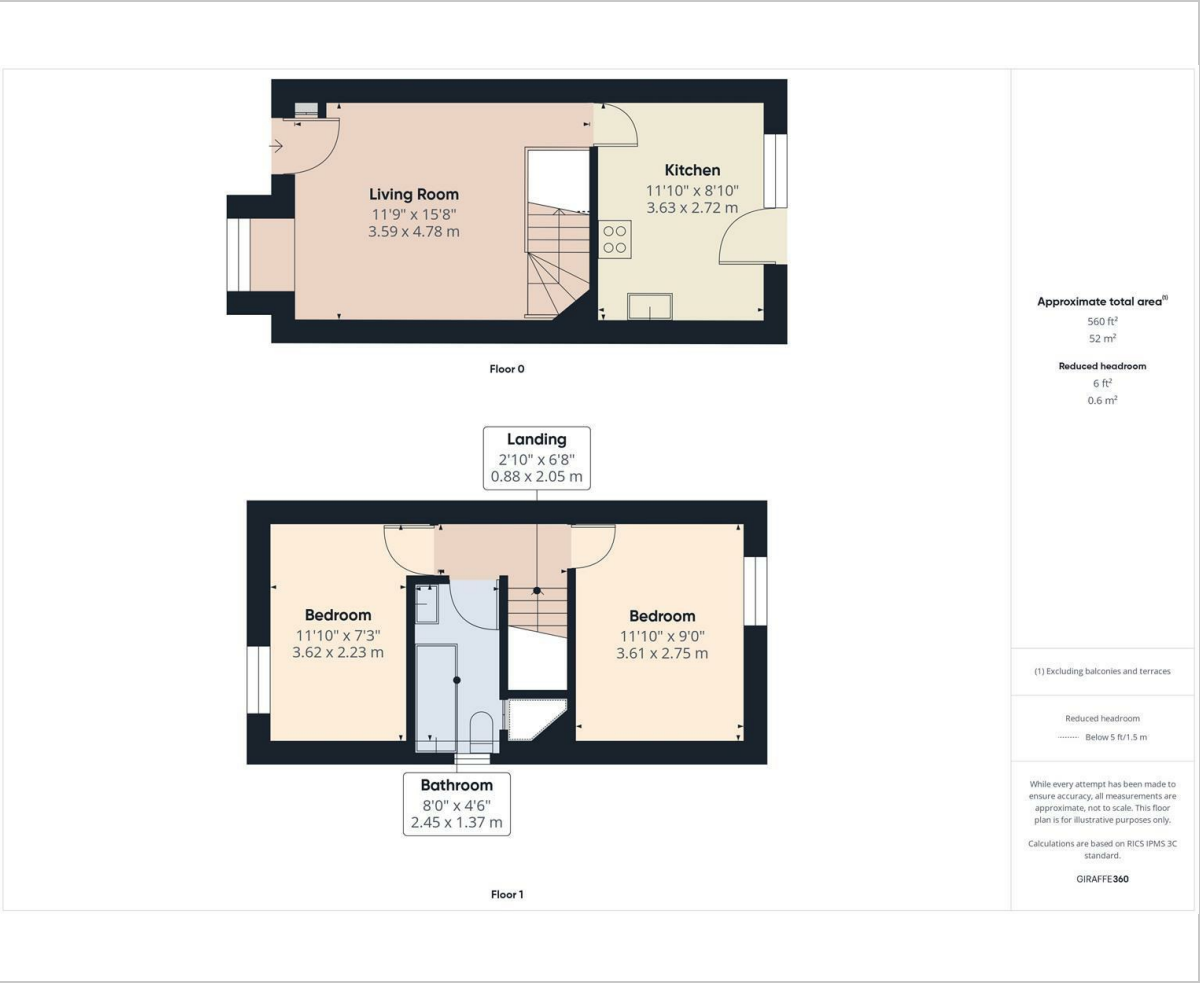 Living Room
11'9" x 15'8"
3.59 x 4.78 m
Kitchen
11'10" x 8'10"
3.63 x 2.72 m
Floor 0
Landing
2'10" x 6'8"
0.88 x 2.05 m
Bedroom
11'10" x 7'3"
3.62 x 2.23 m
Bedroom
11'10" x 9'0"
3.61 x 2.75 m
Bathroom
8'0" x 4'6"
2.45 x 1.37 m
Floor 1
Approximate total area⁽¹⁾
560 ft²
52 m²
Reduced headroom
6 ft²
0.6 m²
(1) Excluding balconies and terraces
Reduced headroom
Below 5 ft/1.5 m
While every attempt has been made to
ensure accuracy, all measurements are
approximate, not to scale. This floor
plan is for illustrative purposes only.
Calculations are based on RICS IPMS 3C
standard.
GIRAFFE360